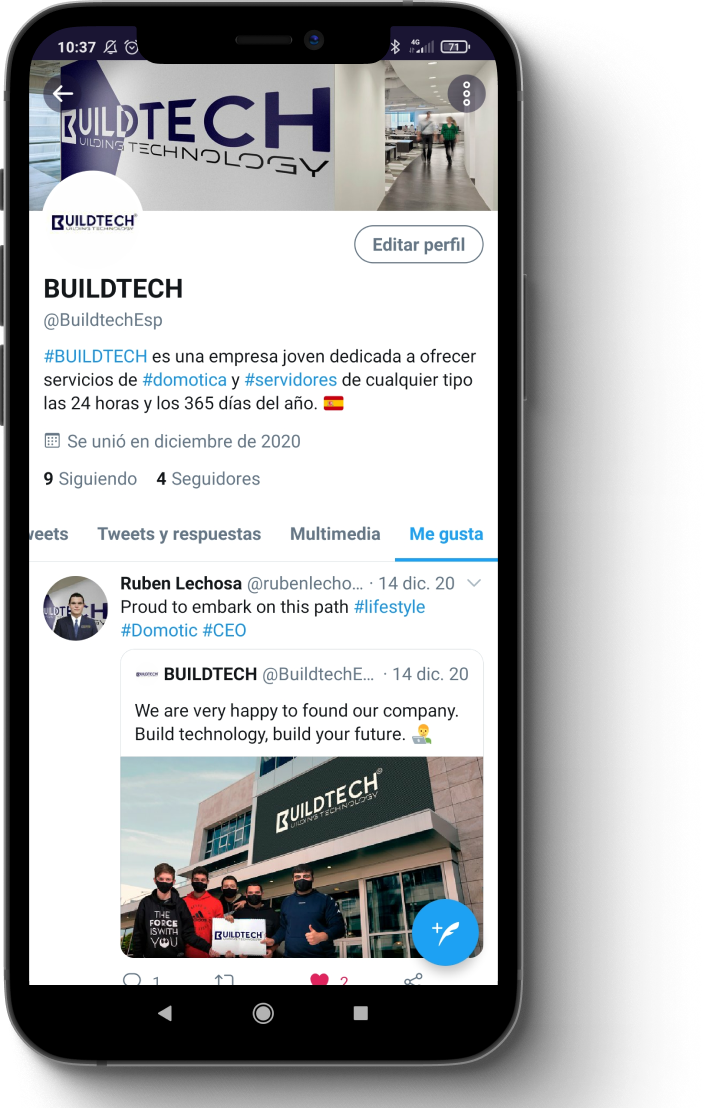 10:37
4G
71
BUILDTECH
UILDING TECHNOLOGY
BUILDTECH
Editar perfil
BUILDTECH
@BuildtechEsp
#BUILDTECH es una empresa joven dedicada a ofrecer
servicios de #domotica y #servidores de cualquier tipo
las 24 horas y los 365 días del año.
Se unió en diciembre de 2020
9 Siguiendo 4 Seguidores
weets Tweets y respuestas Multimedia Me gusta
Ruben Lechosa @rubenlecho... · 14 dic. 20
Proud to embark on this path #lifestyle
#Domotic #CEO
BUILDTECH @BuildtechE... · 14 dic. 20
We are very happy to found our company.
Build technology, build your future.
BUILDTECH®
UILDING TECHNOLOGY
THE
FORCE
IS WITH
YOU
BUILDTECH
1 2